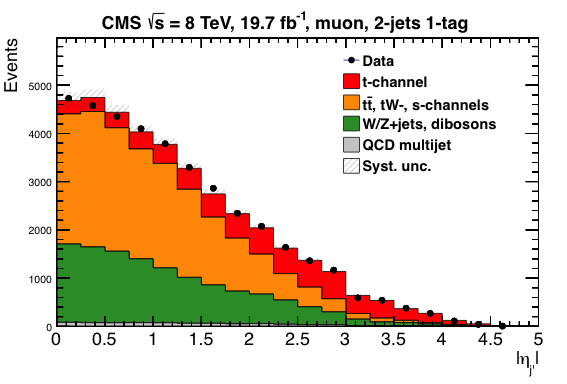 CMS √s = 8 TeV, 19.7 fb⁻¹, muon, 2-jets 1-tag
Events
Data
t-channel
tt̄, tW-, s-channels
W/Z+jets, dibosons
QCD multijet
Syst. unc.
5000
4000
3000
2000
1000
0
0 0.5 1 1.5 2 2.5 3 3.5 4 4.5 5
|η_j'|